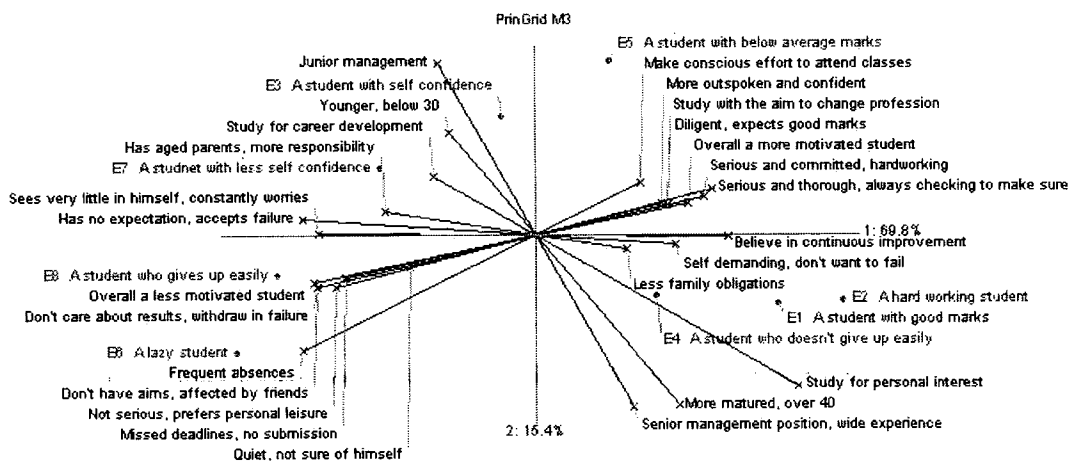 PrinGrid M3
E5 A student with below average marks
Junior management
Make conscious effort to attend classes
E3 A student with self confidence
More outspoken and confident
Younger, below 30
Study with the aim to change profession
Study for career development
Diligent, expects good marks
Has aged parents, more responsibility
Overall a more motivated student
E7 A studnet with less self confidence
Serious and committed, hardworking
Serious and thorough, always checking to make sure
Sees very little in himself, constantly worries
Has no expectation, accepts failure
1: 69.8%
Believe in continuous improvement
Self demanding, don't want to fail
E8 A student who gives up easily
Less family obligations
Overall a less motivated student
E2 A hard working student
Don't care about results, withdraw in failure
E1 A student with good marks
E4 A student who doesn't give up easily
E6 A lazy student
Frequent absences
Study for personal interest
Don't have aims, affected by friends
More matured, over 40
Not serious, prefers personal leisure
Senior management position, wide experience
Missed deadlines, no submission
2: 15.4%
Quiet, not sure of himself